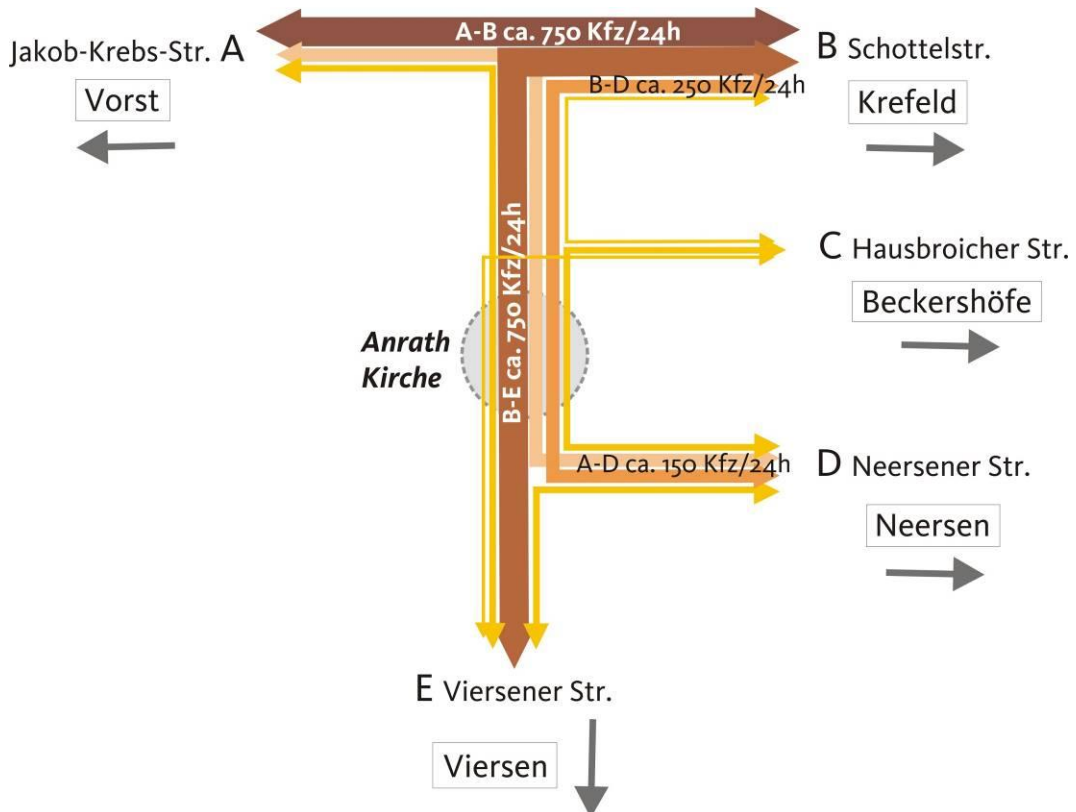 A-B ca. 750 Kfz/24h
Jakob-Krebs-Str. A
Vorst
B Schottelstr.
B-D ca. 250 Kfz/24h
Krefeld
C Hausbroicher Str.
Beckershöfe
B-E ca. 750 Kfz/24h
Anrath
Kirche
A-D ca. 150 Kfz/24h
D Neersener Str.
Neersen
E Viersener Str.
Viersen